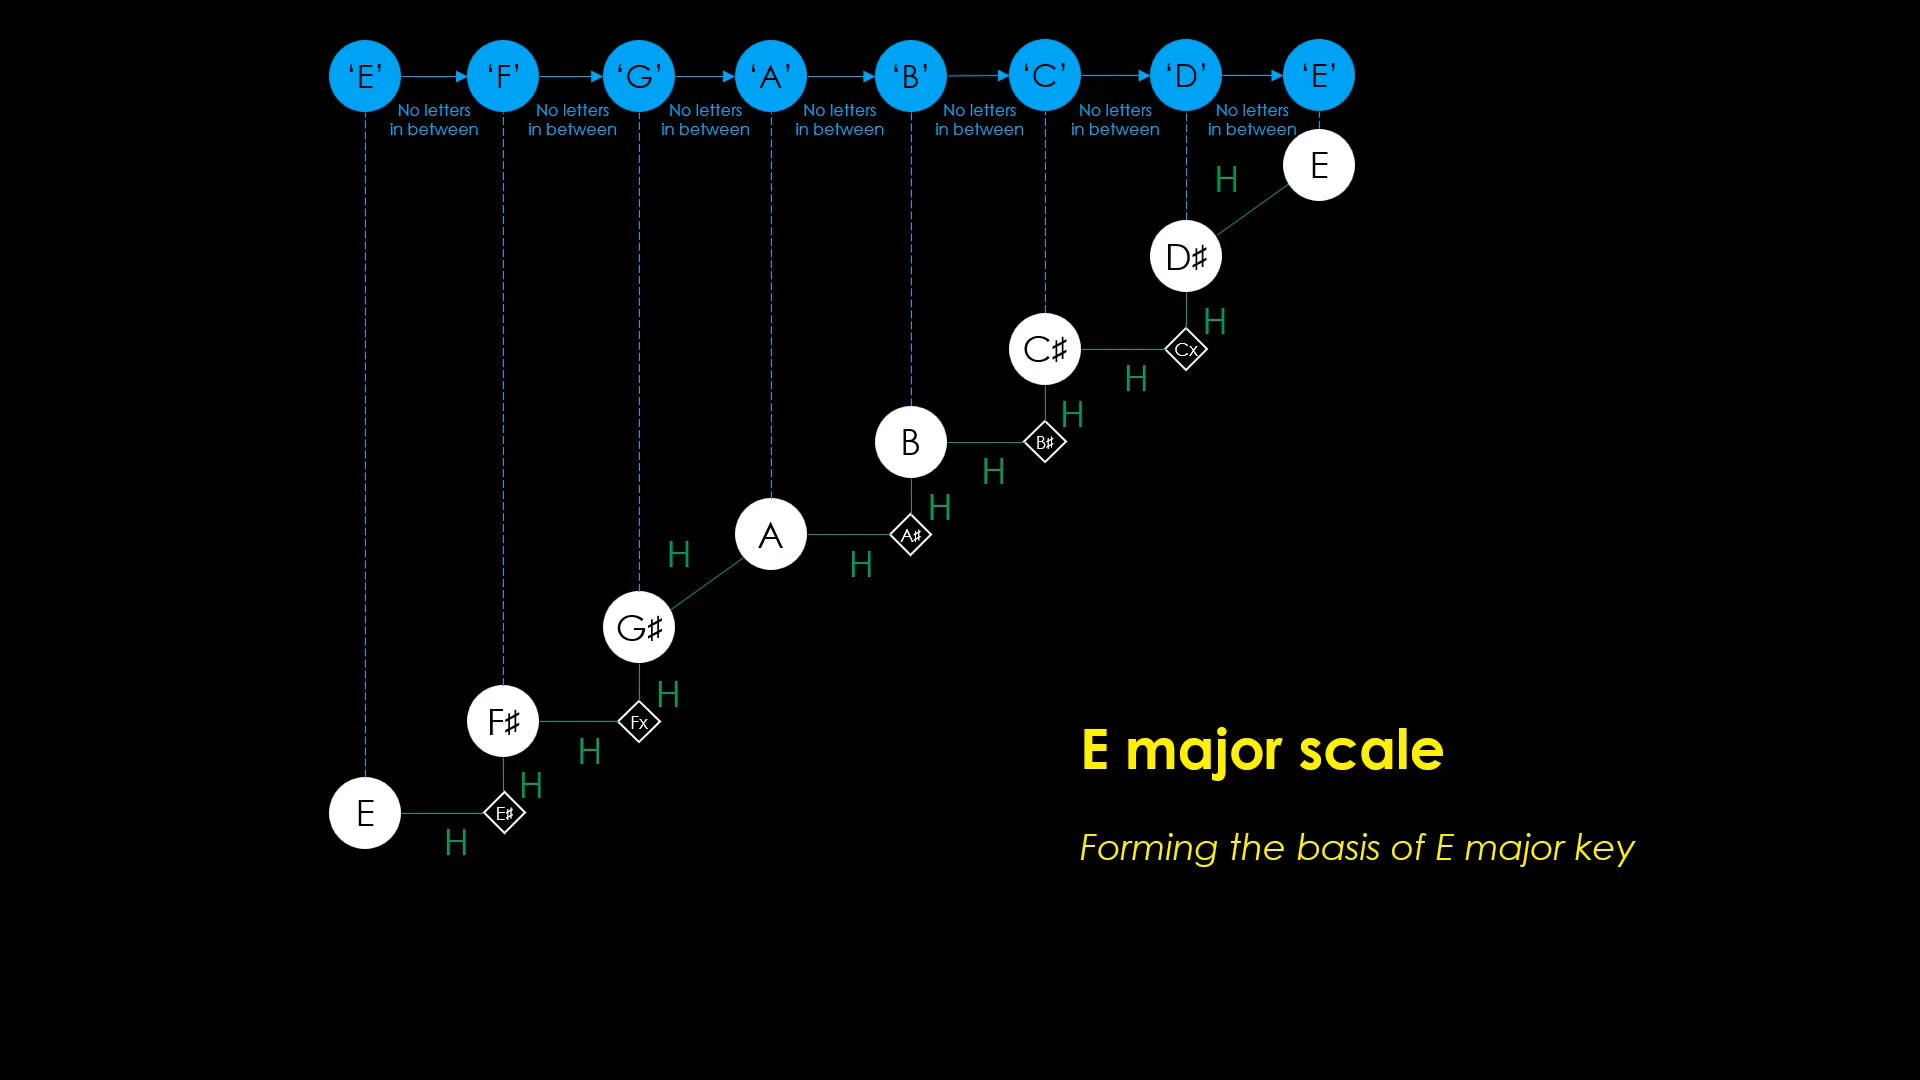 ‘E’ ‘F’ ‘G’ ‘A’ ‘B’ ‘C’ ‘D’ ‘E’
No letters No letters No letters No letters No letters No letters No letters
in between in between in between in between in between in between in between
E
H
D♯
H
C♯ Cx
H
H
B B♯
H
H
A A♯
H
H
G♯
H
F♯ Fx
H
H
E E♯
H
E major scale
Forming the basis of E major key